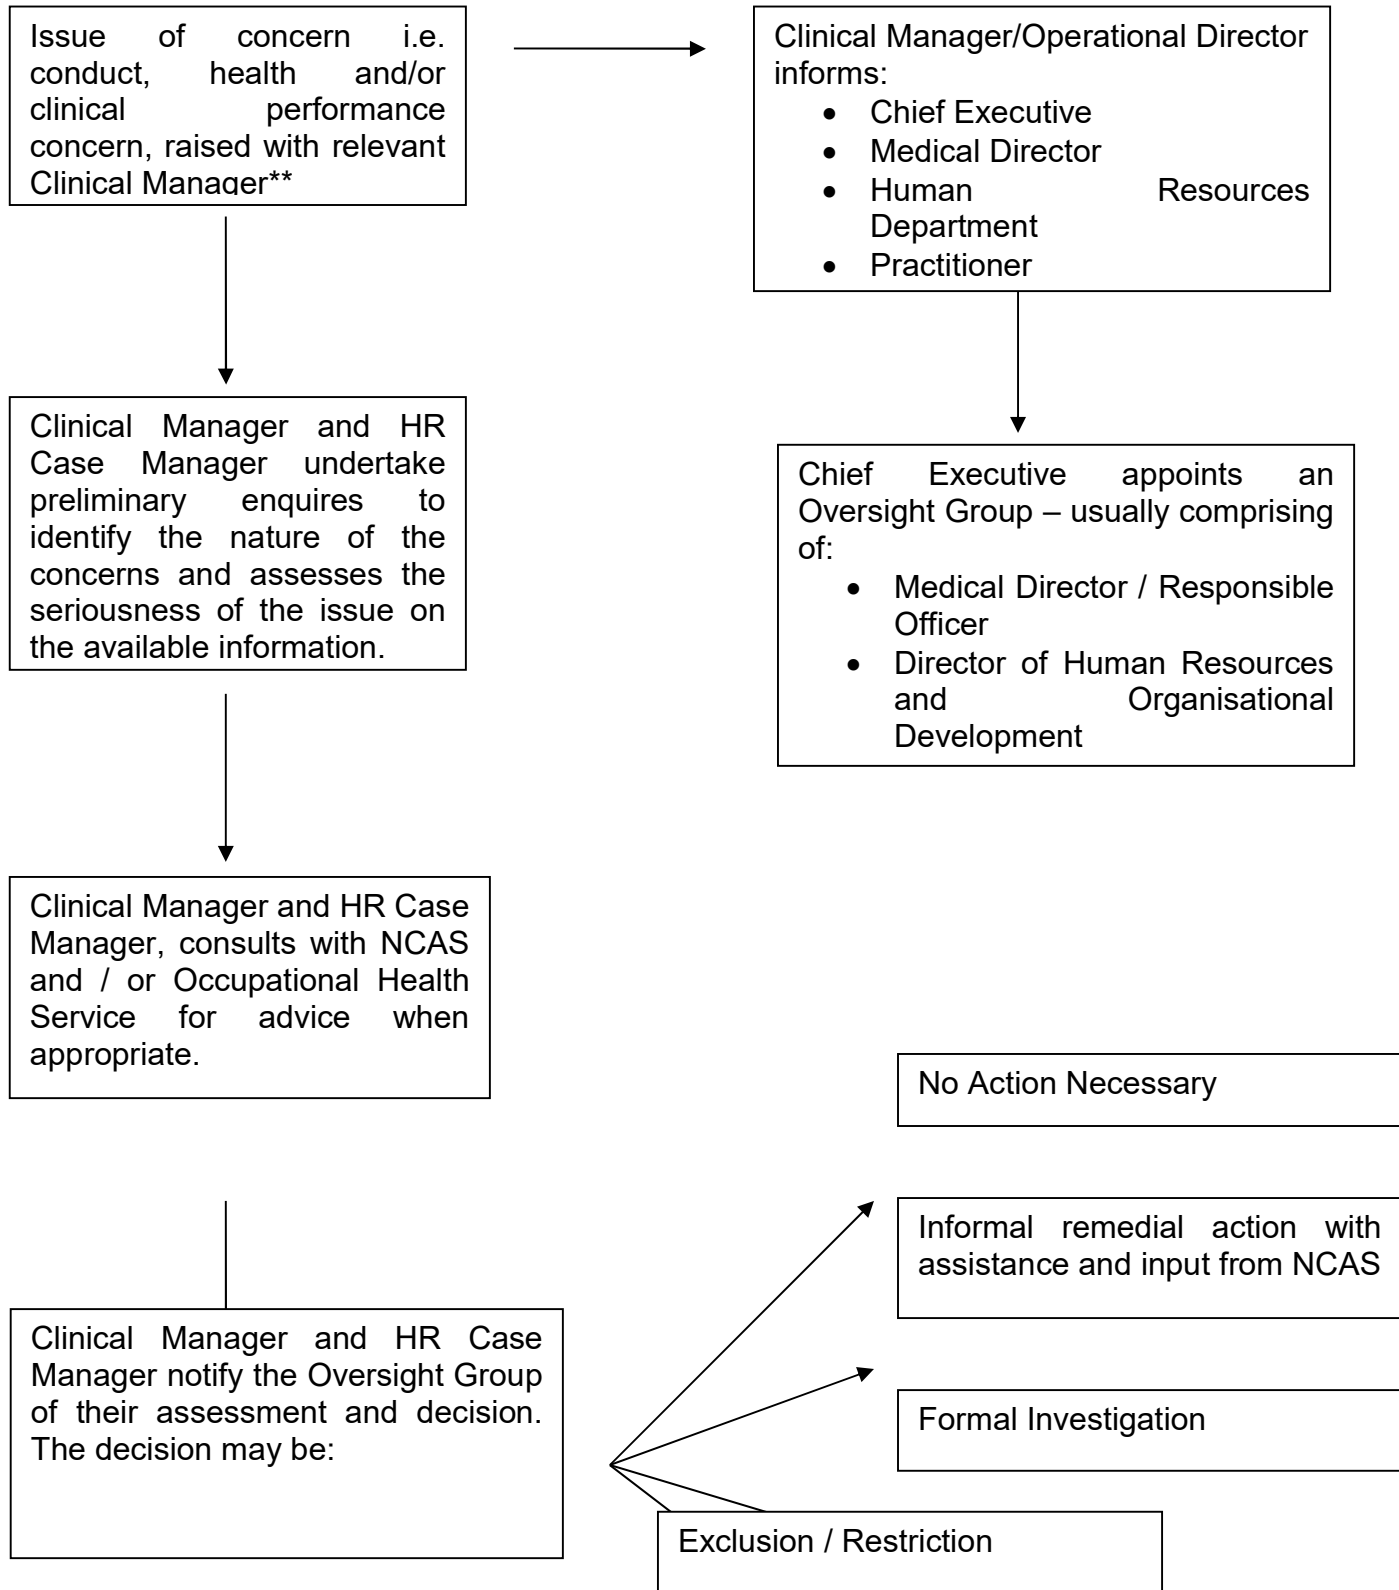 Issue of concern i.e.
conduct, health and/or
clinical performance
concern, raised with relevant
Clinical Manager**
Clinical Manager/Operational Director
informs:
• Chief Executive
• Medical Director
• Human Resources
Department
• Practitioner
Clinical Manager and HR
Case Manager undertake
preliminary enquires to
identify the nature of the
concerns and assesses the
seriousness of the issue on
the available information.
Chief Executive appoints an
Oversight Group – usually comprising
of:
• Medical Director / Responsible
Officer
• Director of Human Resources
and Organisational
Development
Clinical Manager and HR Case
Manager, consults with NCAS
and / or Occupational Health
Service for advice when
appropriate.
Clinical Manager and HR Case
Manager notify the Oversight Group
of their assessment and decision.
The decision may be:
No Action Necessary
Informal remedial action with
assistance and input from NCAS
Formal Investigation
Exclusion / Restriction